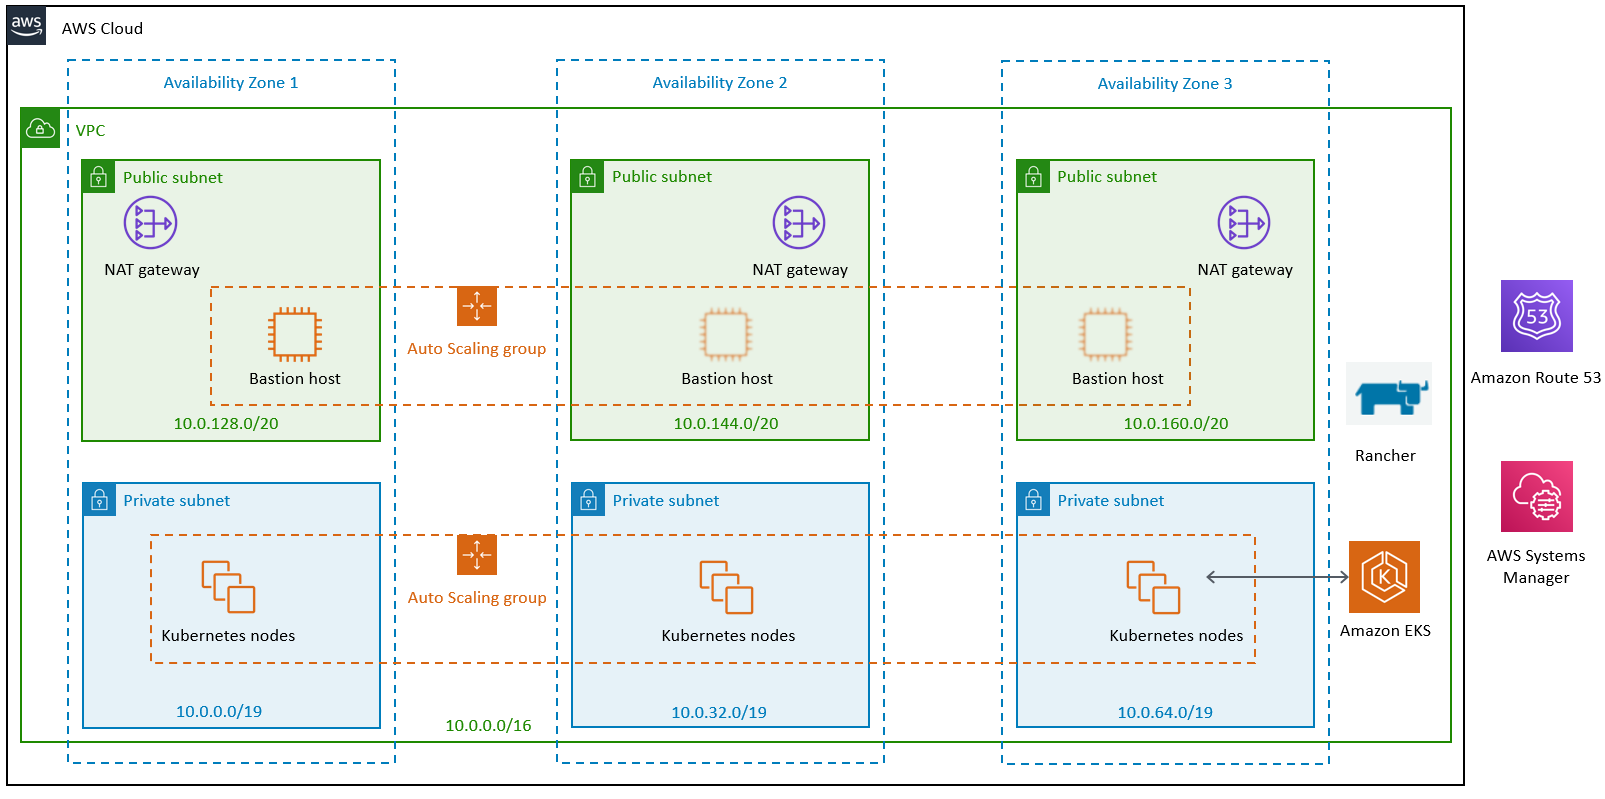 aws
AWS Cloud
Availability Zone 1
Availability Zone 2
Availability Zone 3
VPC
Public subnet
Public subnet
Public subnet
NAT gateway
NAT gateway
NAT gateway
Auto Scaling group
Bastion host
Bastion host
Bastion host
10.0.128.0/20
10.0.144.0/20
10.0.160.0/20
53
Amazon Route 53
Rancher
Private subnet
Private subnet
Private subnet
Auto Scaling group
Kubernetes nodes
Kubernetes nodes
Kubernetes nodes
K
Amazon EKS
AWS Systems
Manager
10.0.0.0/19
10.0.32.0/19
10.0.64.0/19
10.0.0.0/16